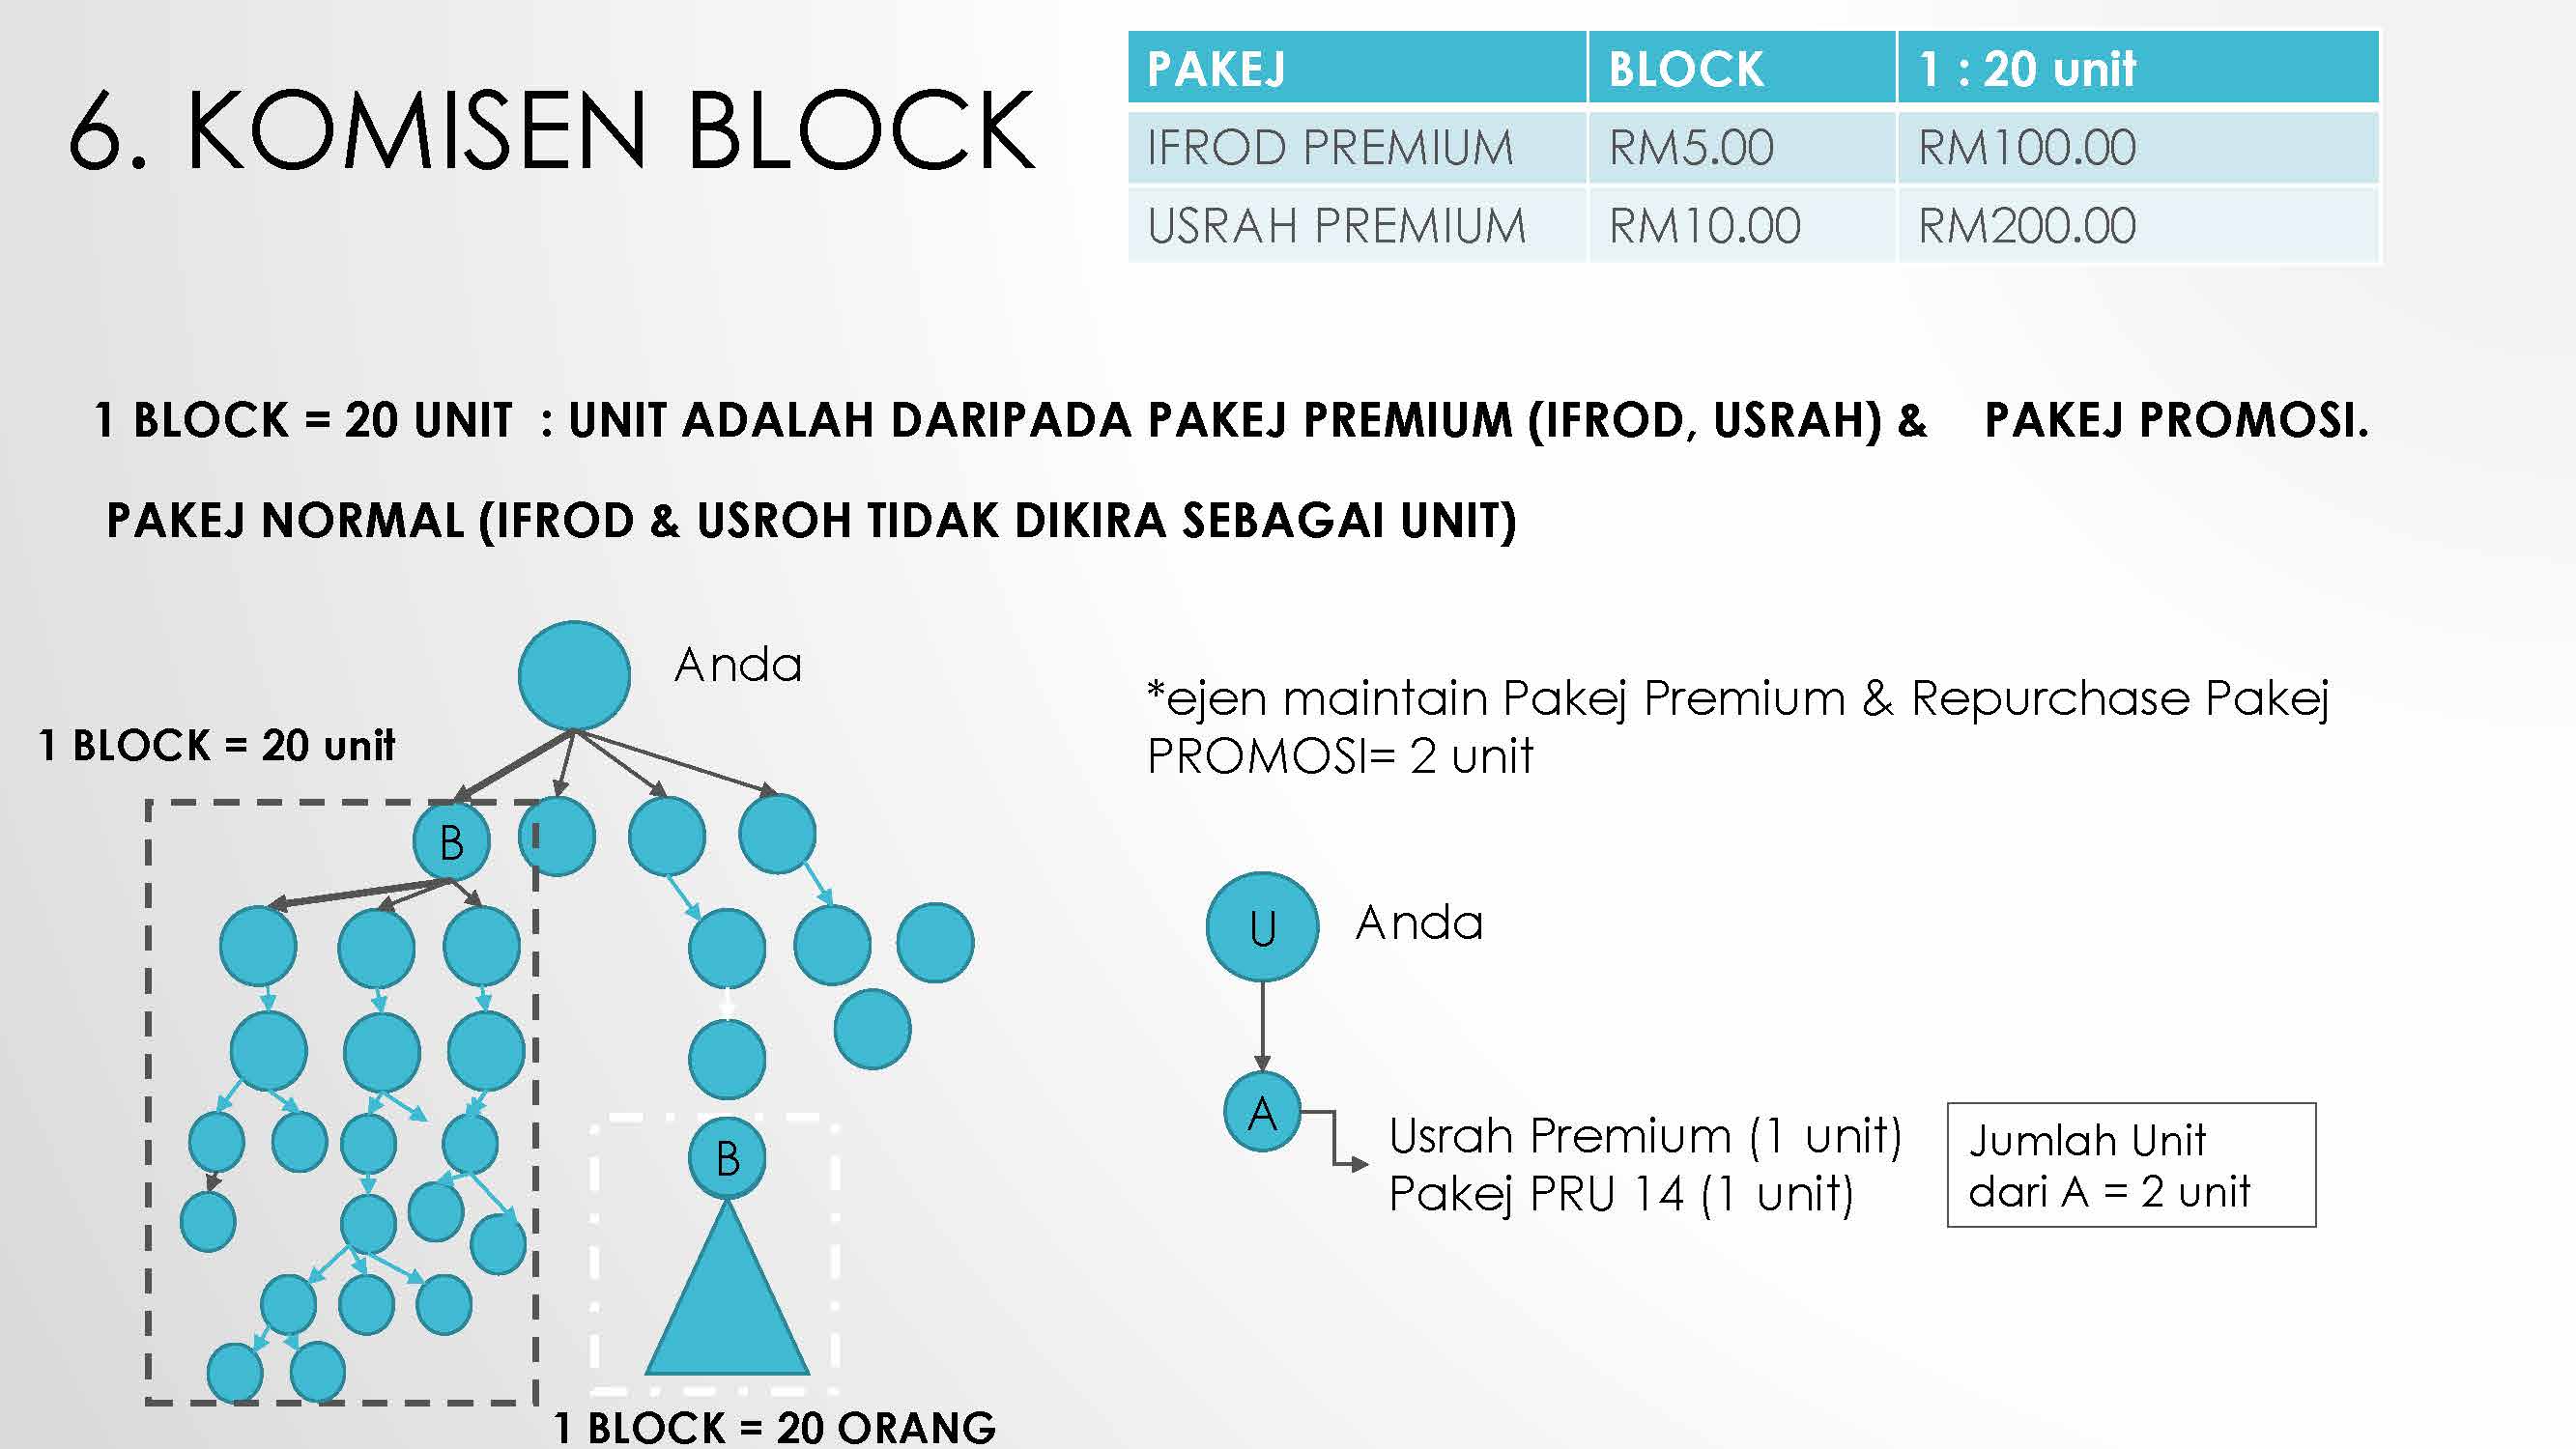 6. KOMISEN BLOCK
PAKEJ BLOCK 1 : 20 unit
IFROD PREMIUM RM5.00 RM100.00
USRAH PREMIUM RM10.00 RM200.00
1 BLOCK = 20 UNIT : UNIT ADALAH DARIPADA PAKEJ PREMIUM (IFROD, USRAH) & PAKEJ PROMOSI.
PAKEJ NORMAL (IFROD & USROH TIDAK DIKIRA SEBAGAI UNIT)
Anda
1 BLOCK = 20 unit
B
B
1 BLOCK = 20 ORANG
*ejen maintain Pakej Premium & Repurchase Pakej
PROMOSI= 2 unit
U Anda
A
Usrah Premium (1 unit)
Pakej PRU 14 (1 unit)
Jumlah Unit
dari A = 2 unit